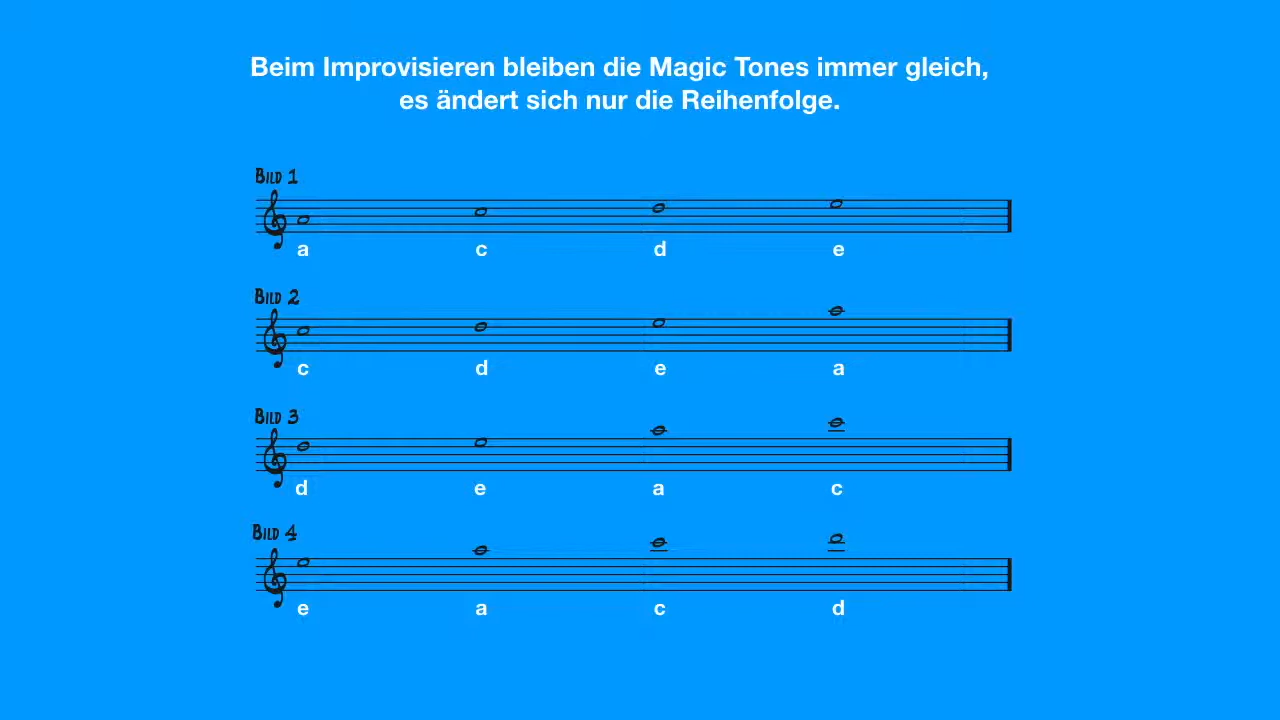 Beim Improvisieren bleiben die Magic Tones immer gleich,
es ändert sich nur die Reihenfolge.
Bild 1
a c d e
Bild 2
c d e a
Bild 3
d e a c
Bild 4
e a c d